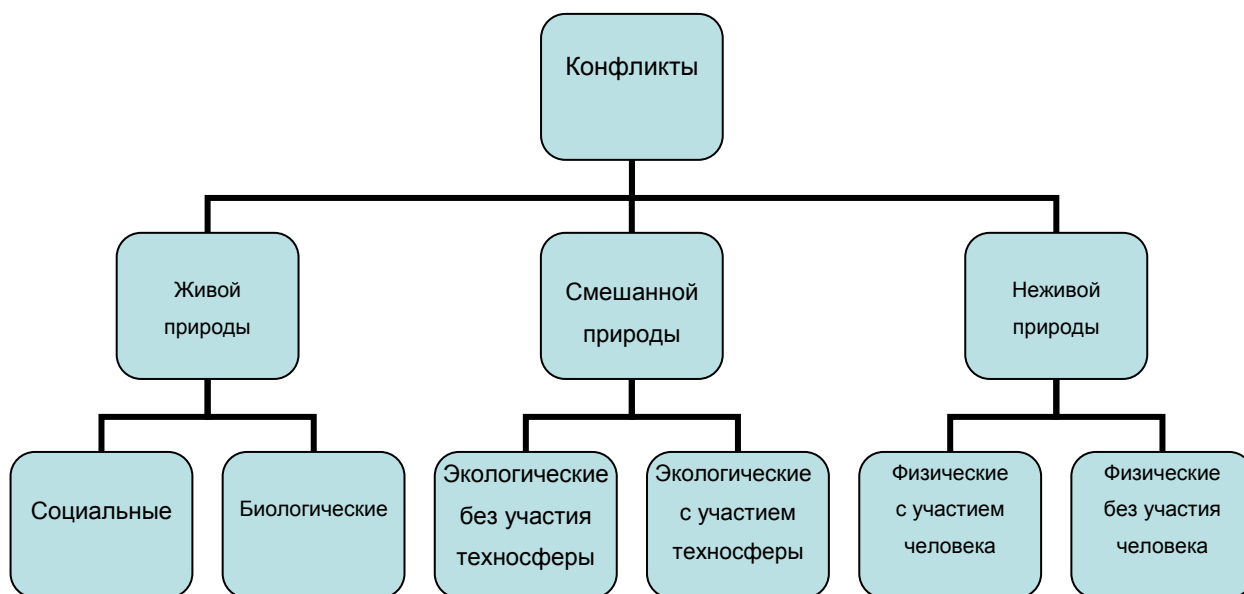 Конфликты
Живой
природы
Смешанной
природы
Неживой
природы
Социальные
Биологические
Экологические
без участия
техносферы
Экологические
с участием
техносферы
Физические
с участием
человека
Физические
без участия
человека